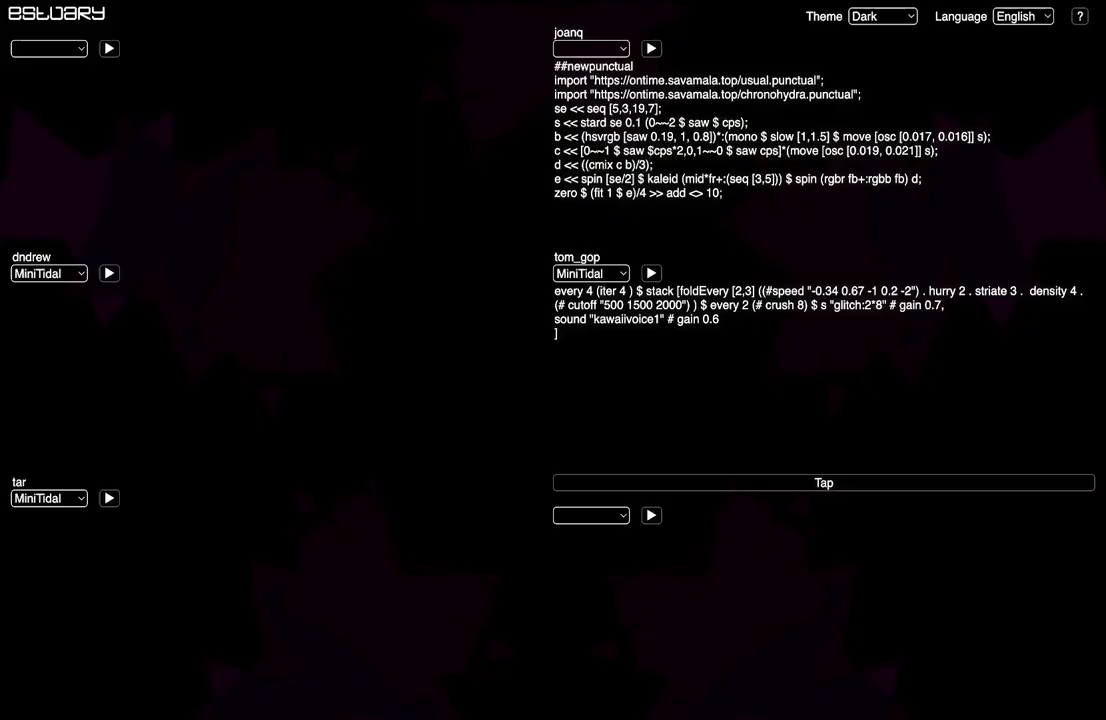 estuary
Theme Dark Language English ?
joanq
##newpunctual
import "https://ontime.savamala.top/usual.punctual";
import "https://ontime.savamala.top/chronohydra.punctual";
se << seq [5,3,19,7];
s << stard se 0.1 (0~~2 $ saw $ cps);
b << (hsvrgb [saw 0.19, 1, 0.8])*:(mono $ slow [1,1.5] $ move [osc [0.017, 0.016]] s);
c << [0~~1 $ saw $cps*2,0,1~~0 $ saw cps]*(move [osc [0.019, 0.021]] s);
d << ((cmix c b)/3);
e << spin [se/2] $ kaleid (mid*fr+:(seq [3,5])) $ spin (rgbr fb+:rgbb fb) d;
zero $ (fit 1 $ e)/4 >> add <> 10;
dndrew
MiniTidal
tom_gop
MiniTidal
every 4 (iter 4 ) $ stack [foldEvery [2,3] ((#speed "-0.34 0.67 -1 0.2 -2") . hurry 2 . striate 3 .  density 4 .
(# cutoff "500 1500 2000") ) $ every 2 (# crush 8) $ s "glitch:2*8" # gain 0.7,
sound "kawaiivoice1" # gain 0.6
]
tar
MiniTidal
Tap